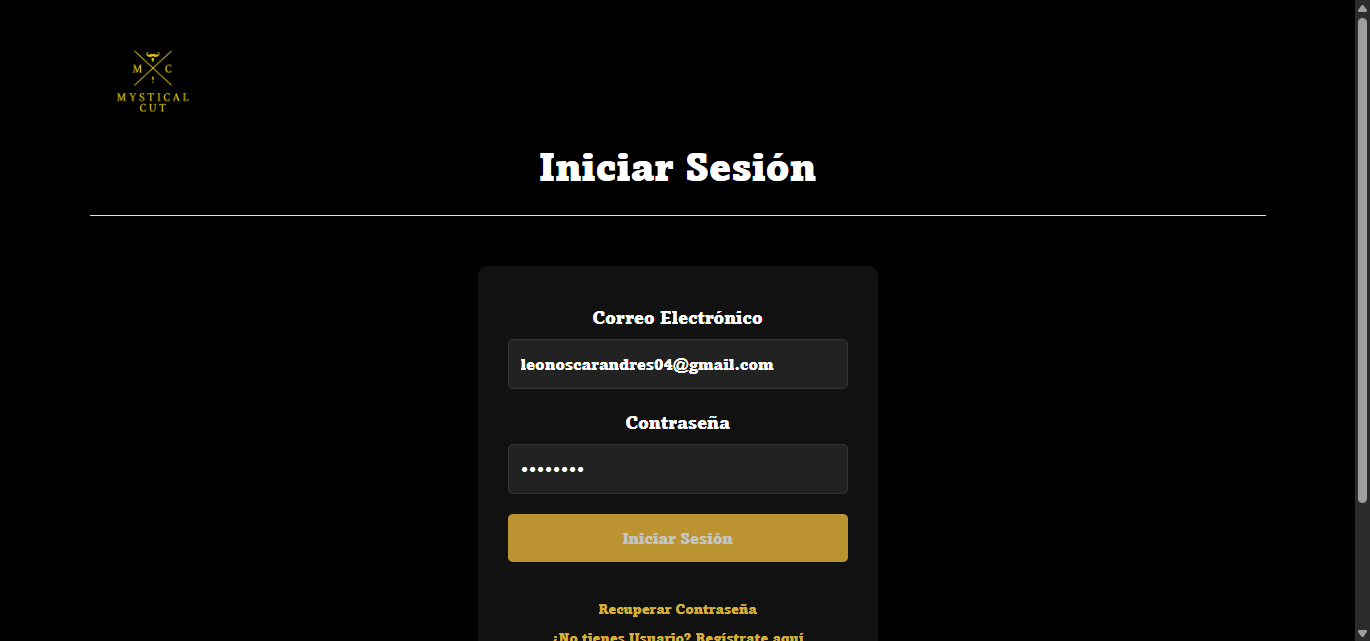 M C
MYSTICAL
CUT
Iniciar Sesión
Correo Electrónico
leonoscarandres04@gmail.com
Contraseña
••••••••
Iniciar Sesión
Recuperar Contraseña
¿No tienes Usuario? Regístrate aquí